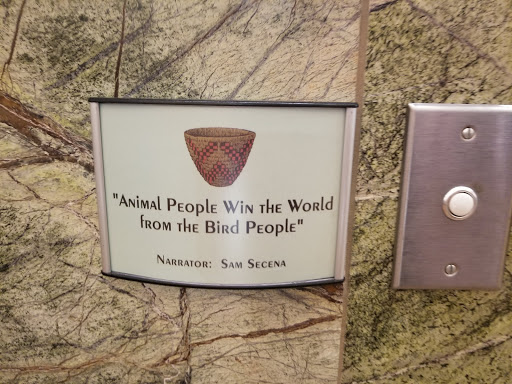 "Animal People Win the World
from the Bird People"
Narrator: Sam Secena